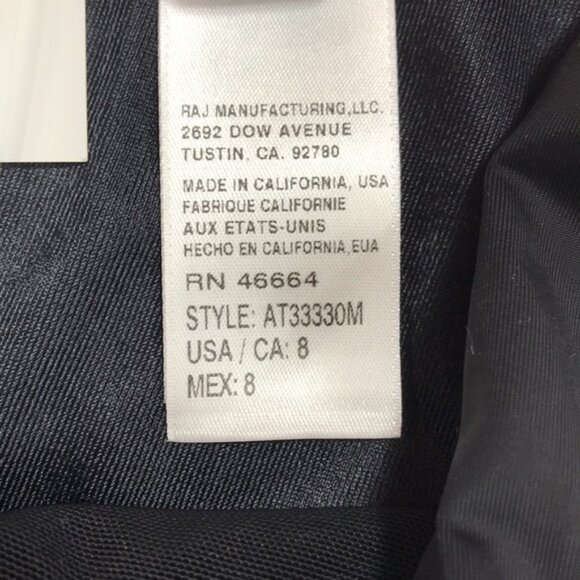 RAJ MANUFACTURING,LLC.
2692 DOW AVENUE
TUSTIN, CA. 92780
MADE IN CALIFORNIA, USA
FABRIQUE CALIFORNIE
AUX ETATS-UNIS
HECHO EN CALIFORNIA,EUA
RN 46664
STYLE: AT33330M
USA / CA: 8
MEX: 8